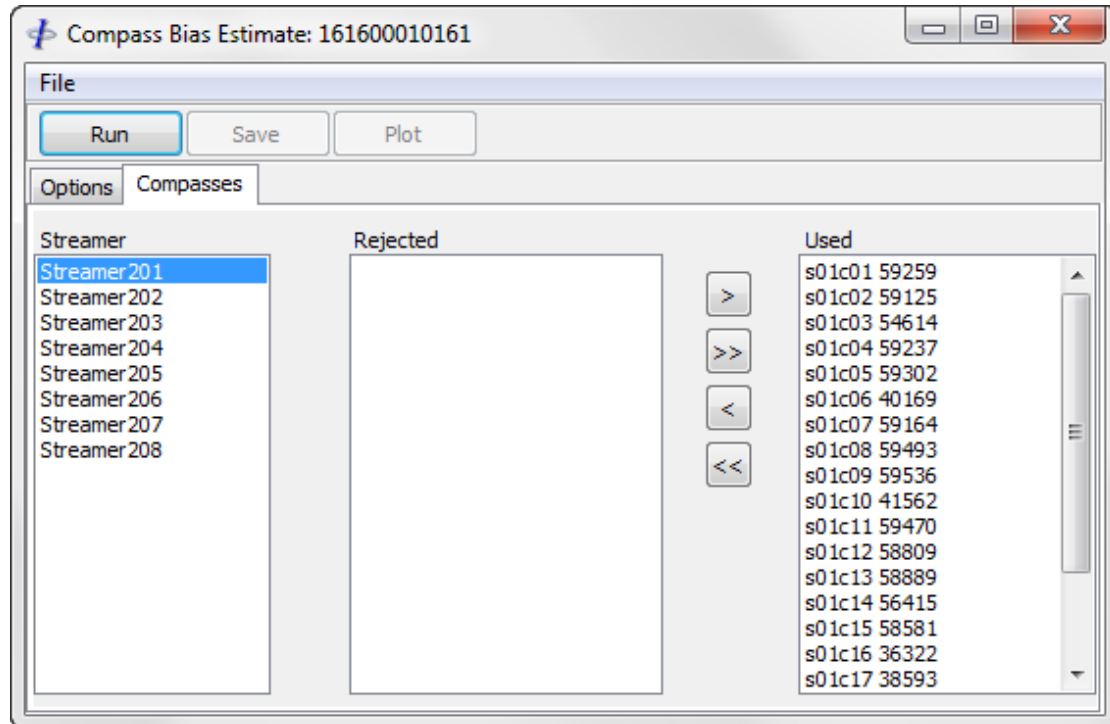 Compass Bias Estimate: 161600010161
File
Run Save Plot
Options Compasses
Streamer Rejected Used
Streamer201
Streamer202
Streamer203
Streamer204
Streamer205
Streamer206
Streamer207
Streamer208
>
>>
<
<<
s01c01 59259
s01c02 59125
s01c03 54614
s01c04 59237
s01c05 59302
s01c06 40169
s01c07 59164
s01c08 59493
s01c09 59536
s01c10 41562
s01c11 59470
s01c12 58809
s01c13 58889
s01c14 56415
s01c15 58581
s01c16 36322
s01c17 38593